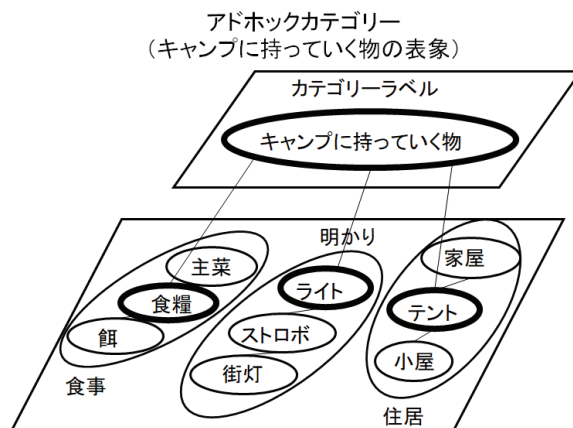 アドホックカテゴリー
（キャンプに持っていく物の表象）
カテゴリーラベル
キャンプに持っていく物
明かり
主菜
家屋
食糧
ライト
テント
餌
ストロボ
小屋
街灯
食事
住居